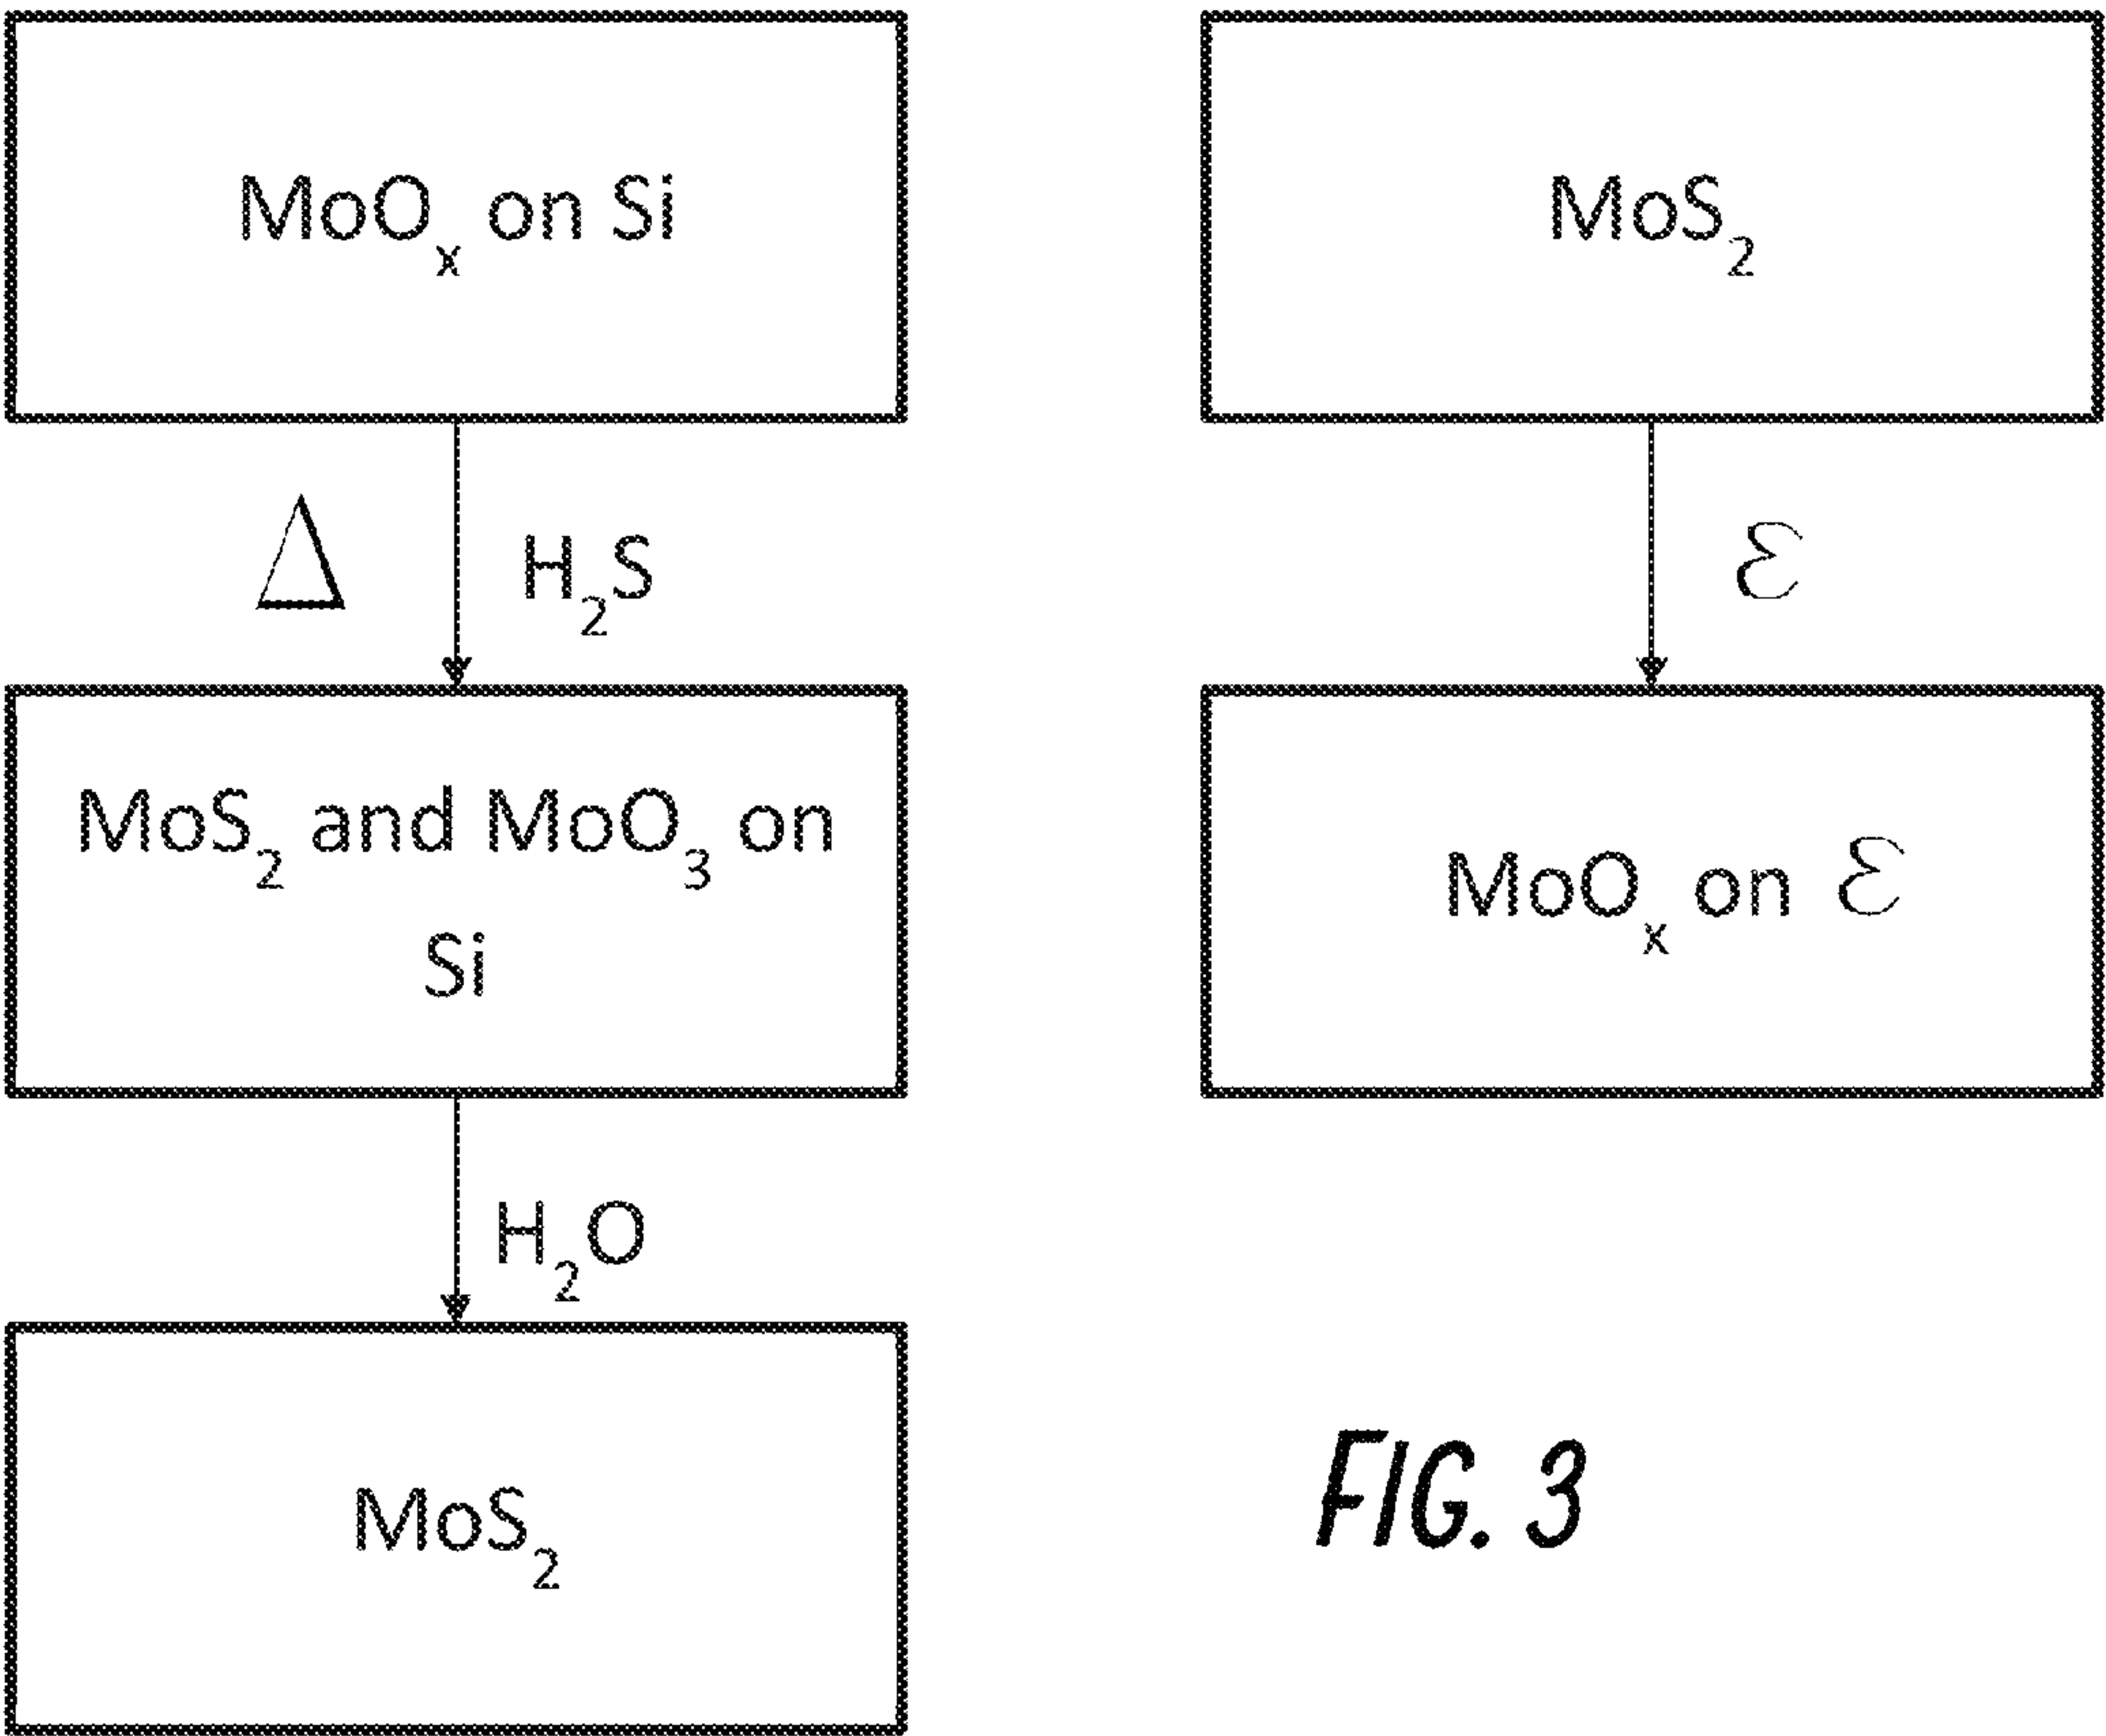 MoOₓ on Si
Δ
H₂S
MoS₂ and MoO₃ on
Si
H₂O
MoS₂
MoS₂
ℰ
MoOₓ on ℰ
FIG. 3